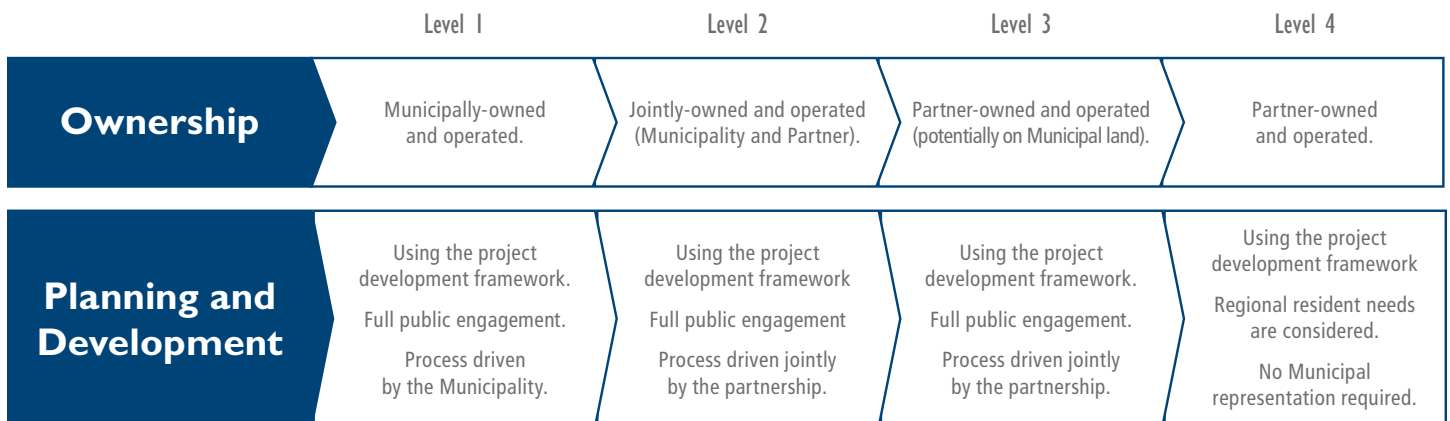 Level 1
Level 2
Level 3
Level 4
Ownership
Municipally-owned
and operated.
Jointly-owned and operated
(Municipality and Partner).
Partner-owned and operated
(potentially on Municipal land).
Partner-owned
and operated.
Planning and
Development
Using the project
development framework.
Full public engagement.
Process driven
by the Municipality.
Using the project
development framework
Full public engagement
Process driven jointly
by the partnership.
Using the project
development framework.
Full public engagement.
Process driven jointly
by the partnership.
Using the project
development framework
Regional resident needs
are considered.
No Municipal
representation required.